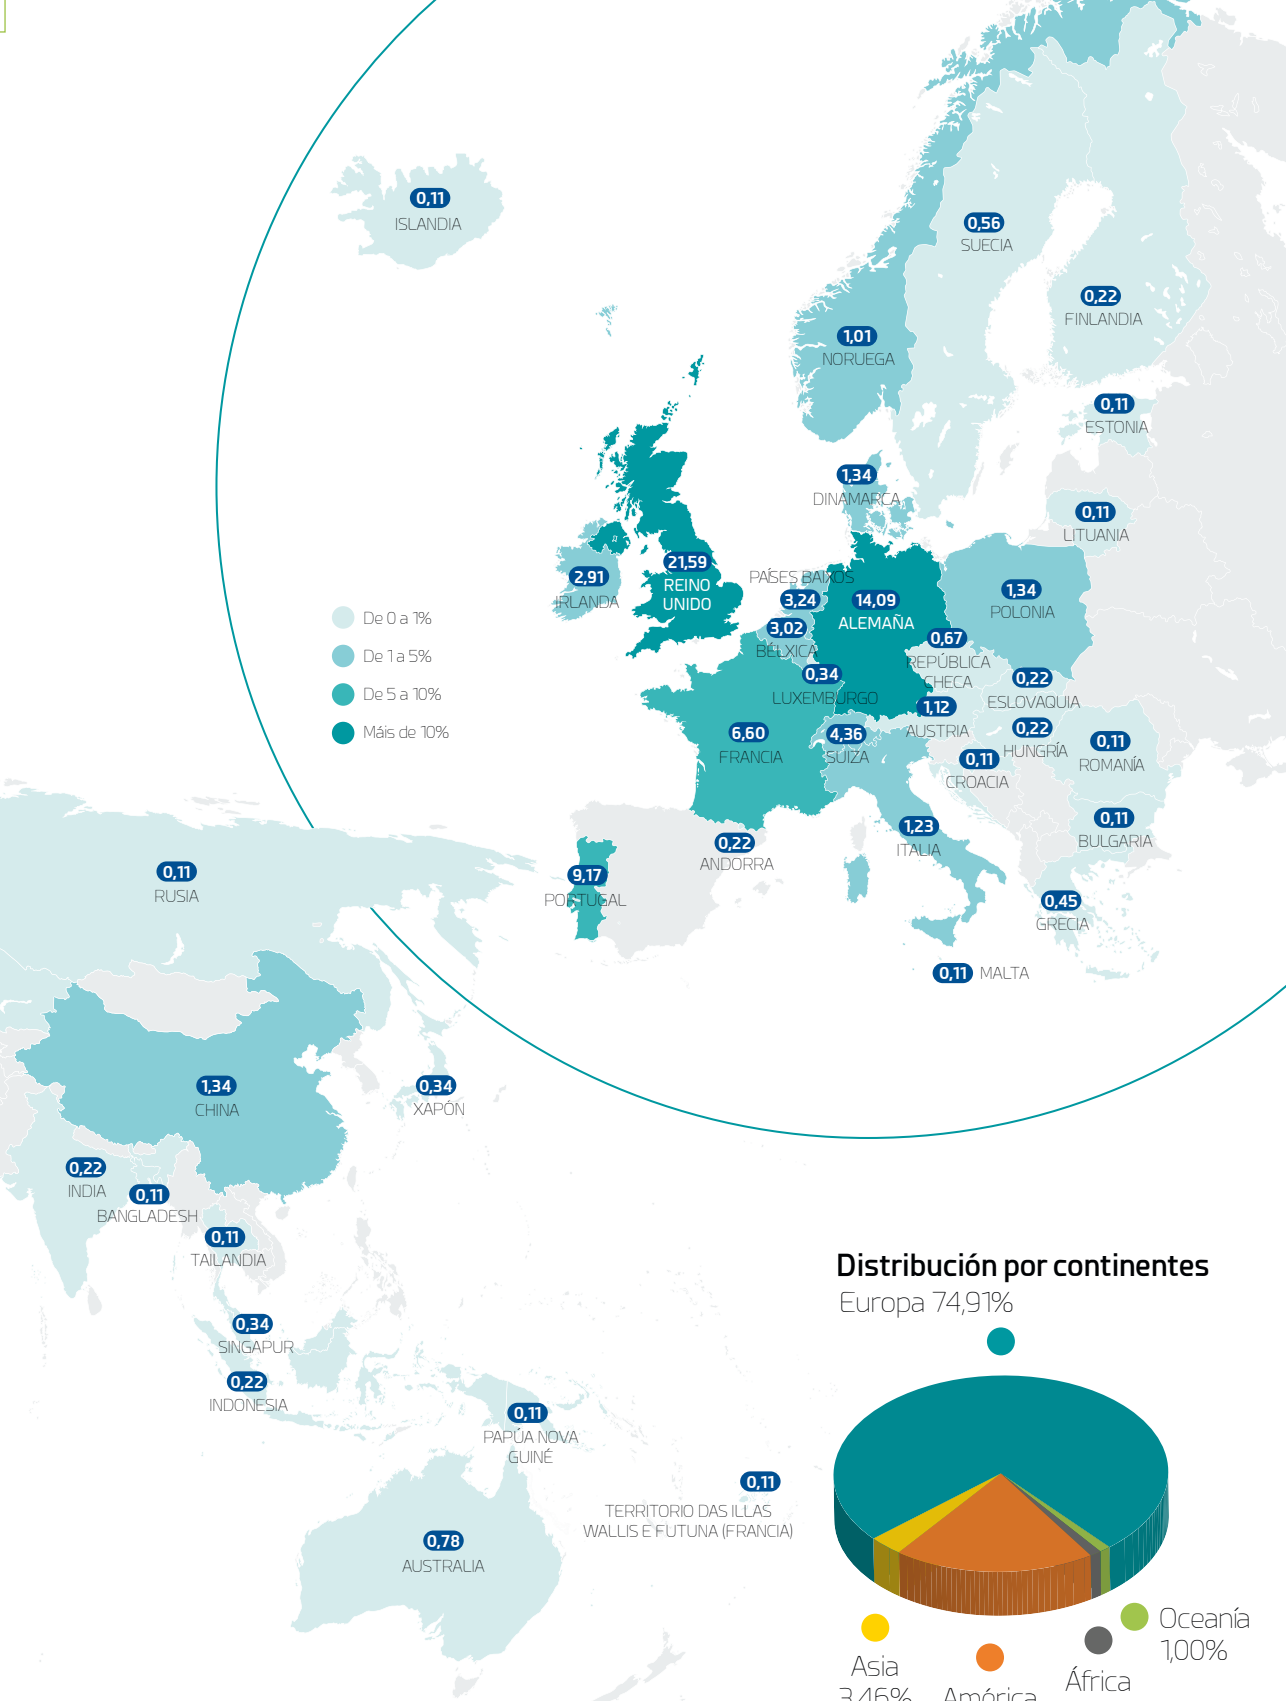 0,11
ISLANDIA
0,56
SUECIA
0,22
FINLANDIA
1,01
NORUEGA
0,11
ESTONIA
1,34
DINAMARCA
0,11
LITUANIA
21,59
REINO
UNIDO
2,91
IRLANDA
PAÍSES BAIXOS
3,24
14,09
ALEMAÑA
1,34
POLONIA
3,02
BÉLXICA
0,67
REPÚBLICA
CHECA
0,34
LUXEMBURGO
0,22
ESLOVAQUIA
1,12
AUSTRIA
6,60
FRANCIA
4,36
SUÍZA
0,22
HUNGRÍA
0,11
ROMANÍA
0,11
CROACIA
1,23
ITALIA
0,11
BULGARIA
0,22
ANDORRA
9,17
PORTUGAL
0,45
GRECIA
0,11 MALTA
De 0 a 1%
De 1 a 5%
De 5 a 10%
Máis de 10%
0,11
RUSIA
1,34
CHINA
0,34
XAPÓN
0,22
INDIA
0,11
BANGLADESH
0,11
TAILANDIA
0,34
SINGAPUR
0,22
INDONESIA
0,11
PAPÚA NOVA
GUINÉ
0,11
TERRITORIO DAS ILLAS
WALLIS E FUTUNA (FRANCIA)
0,78
AUSTRALIA
Distribución por continentes
Europa 74,91%
Oceanía
1,00%
Asia
3,46%
América
África